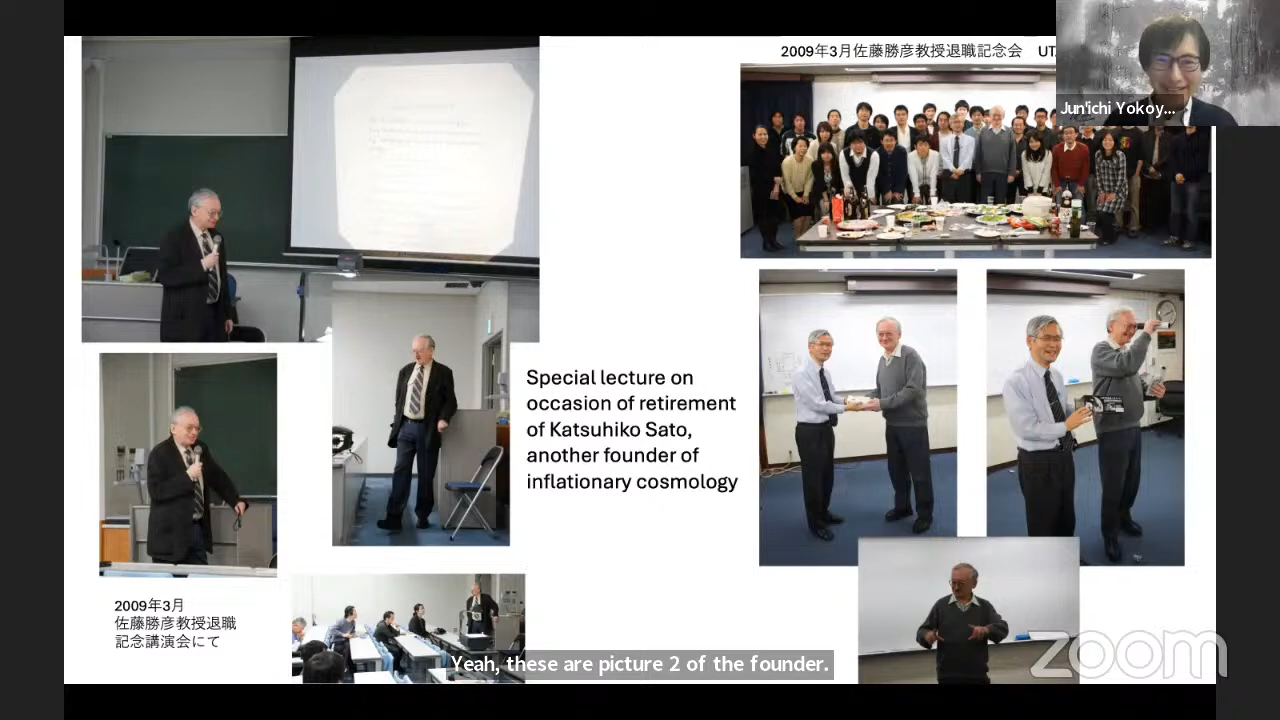 2009年3月佐藤勝彦教授退職記念会 UT
Jun'ichi Yokoy...
Special lecture on
occasion of retirement
of Katsuhiko Sato,
another founder of
inflationary cosmology
2009年3月
佐藤勝彦教授退職
記念講演会にて
Yeah, these are picture 2 of the founder.
zoom